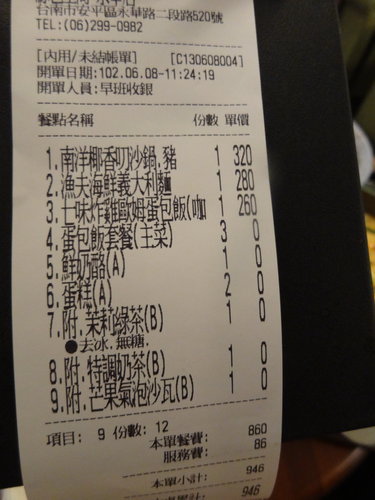 台南市安平區永華路二段路520號
TEL:(06)299-0982
[內用/未結帳單] [C130608004]
開單日期:102.06.08-11:24:19
開單人員:早班收銀
餐點名稱 份數 單價
1.南洋椰香叻沙鍋,豬 1 320
2.漁夫海鮮義大利麵 1 280
3.七味炸雞歐姆蛋包飯(咖 1 260
4.蛋包飯套餐(主菜) 3 0
5.鮮奶酪(A) 1 0
6.蛋糕(A) 2 0
7.附.茉莉綠茶(B) 1 0
●去冰.無糖.
8.附.特調奶茶(B) 1 0
9.附.芒果氣泡沙瓦(B) 1 0
項目: 9 份數: 12
本單餐費: 860
服務費: 86
本單小計: 946
946